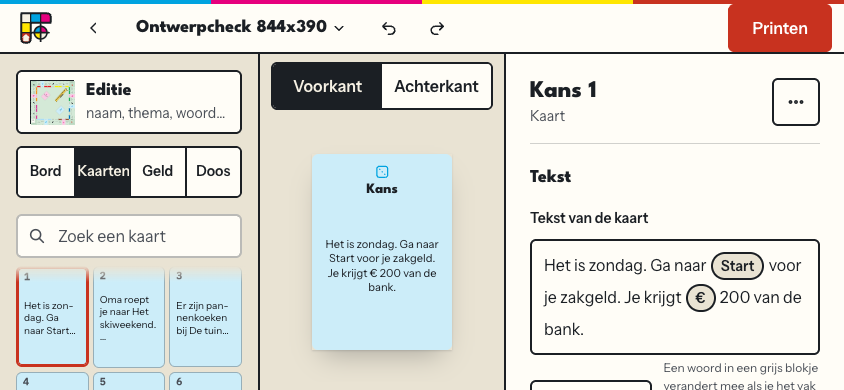 Ontwerpcheck 844x390
Printen
Editie
naam, thema, woord...
Bord
Kaarten
Geld
Doos
Zoek een kaart
1
Het is zon-
dag. Ga
naar Start...
2
Oma roept
je naar Het
skiweekend.
...
3
Er zijn pan-
nenkoeken
bij De tuin...
4
5
6
Voorkant
Achterkant
Kans
Het is zondag. Ga naar
Start voor je zakgeld.
Je krijgt € 200 van de
bank.
Kans 1
Kaart
Tekst
Tekst van de kaart
Het is zondag. Ga naar Start voor
je zakgeld. Je krijgt € 200 van de
bank.
Een woord in een grijs blokje
verandert mee als je het vak